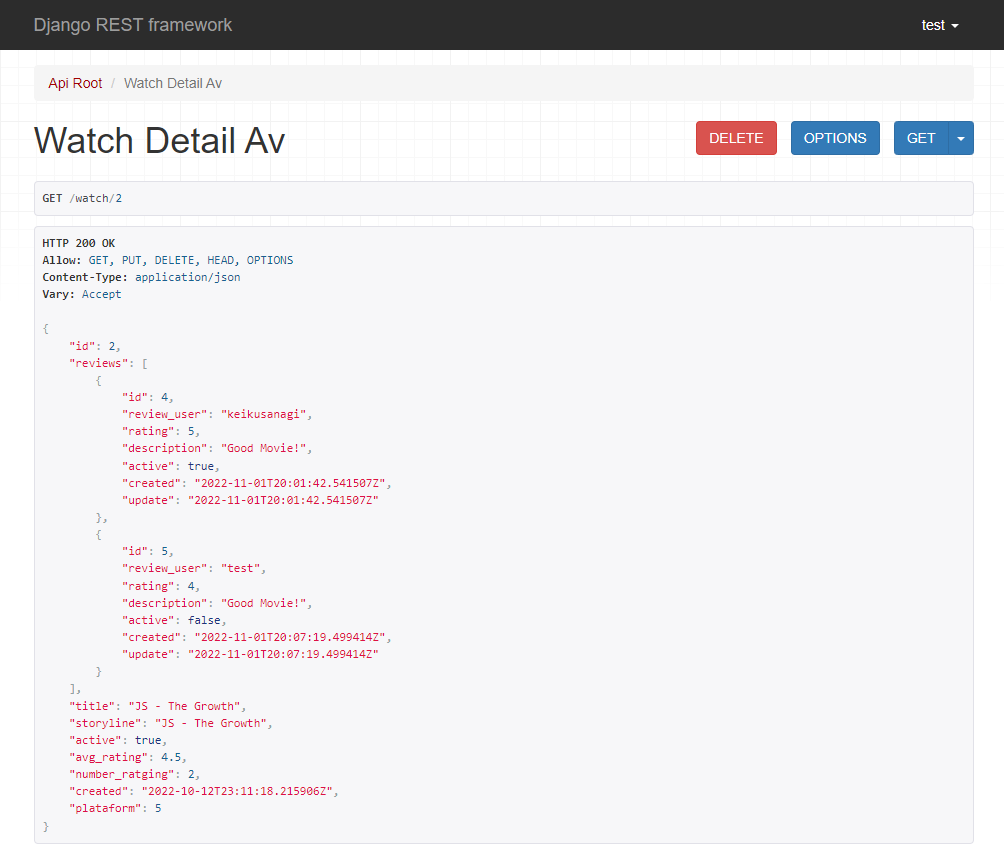 Django REST framework
test
Api Root / Watch Detail Av
Watch Detail Av
DELETE
OPTIONS
GET
GET /watch/2
HTTP 200 OK
Allow: GET, PUT, DELETE, HEAD, OPTIONS
Content-Type: application/json
Vary: Accept
{
    "id": 2,
    "reviews": [
        {
            "id": 4,
            "review_user": "keikusanagi",
            "rating": 5,
            "description": "Good Movie!",
            "active": true,
            "created": "2022-11-01T20:01:42.541507Z",
            "update": "2022-11-01T20:01:42.541507Z"
        },
        {
            "id": 5,
            "review_user": "test",
            "rating": 4,
            "description": "Good Movie!",
            "active": false,
            "created": "2022-11-01T20:07:19.499414Z",
            "update": "2022-11-01T20:07:19.499414Z"
        }
    ],
    "title": "JS - The Growth",
    "storyline": "JS - The Growth",
    "active": true,
    "avg_rating": 4.5,
    "number_ratging": 2,
    "created": "2022-10-12T23:11:18.215906Z",
    "plataform": 5
}